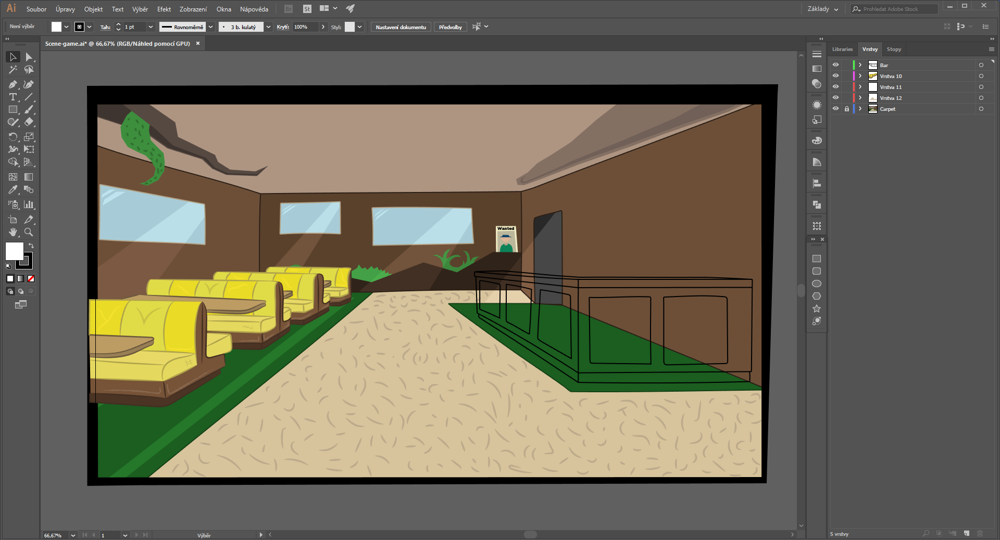 Ai Soubor Úpravy Objekt Text Výběr Efekt Zobrazení Okna Nápověda Br St Základy Prohledat Adobe Stock
Není výběr Tah: 1 pt Rovnoměrně 3 b. kulatý Krytí: 100% Styl: Nastavení dokumentu Předvolby
Scene-game.ai* @ 66,67% (RGB/Náhled pomocí GPU) ×
Libraries Vrstvy Stopy
Bar
Vrstva 10
Vrstva 11
Vrstva 12
Carpet
Wanted
66,67% 1 Výběr
5 vrstvy